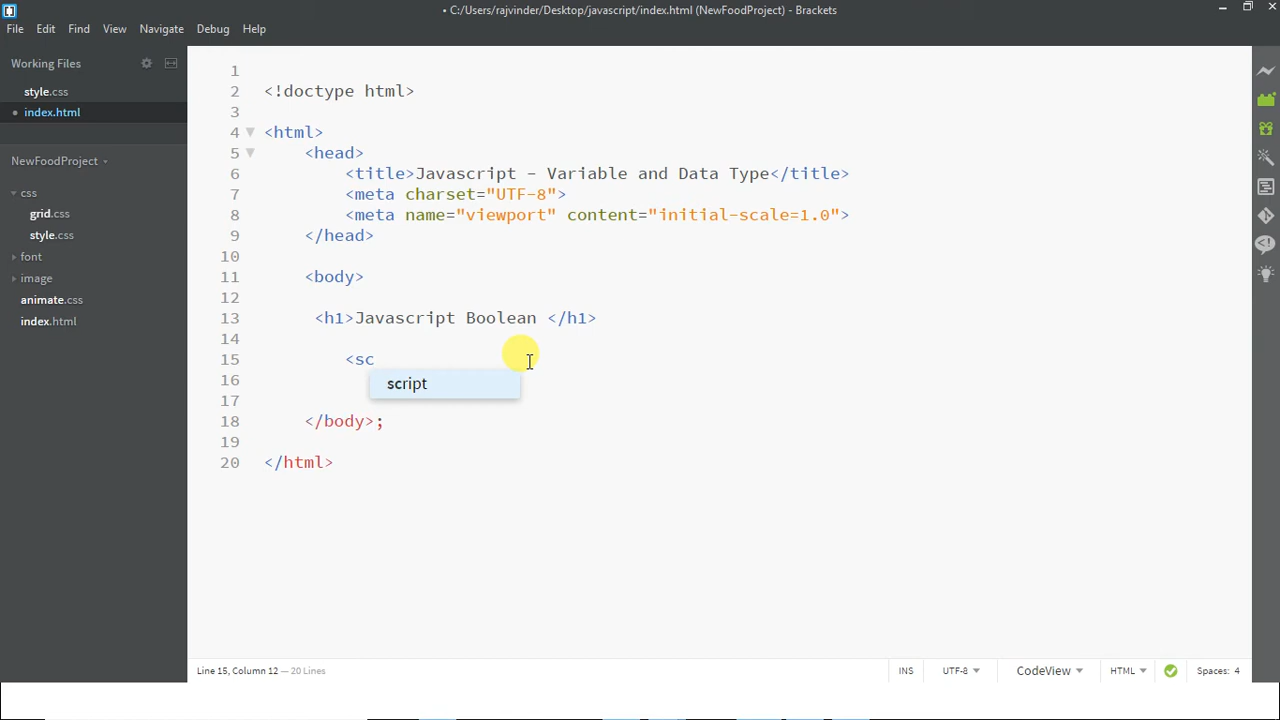 • C:/Users/rajvinder/Desktop/javascript/index.html (NewFoodProject) - Brackets
File Edit Find View Navigate Debug Help
Working Files
style.css
• index.html
NewFoodProject
css
grid.css
style.css
font
image
animate.css
index.html
1
2 <!doctype html>
3
4 <html>
5 <head>
6 <title>Javascript - Variable and Data Type</title>
7 <meta charset="UTF-8">
8 <meta name="viewport" content="initial-scale=1.0">
9 </head>
10
11 <body>
12
13 <h1>Javascript Boolean </h1>
14
15 <sc
script
16
17
18 </body>;
19
20 </html>
Line 15, Column 12 — 20 Lines
INS UTF-8 CodeView HTML Spaces: 4